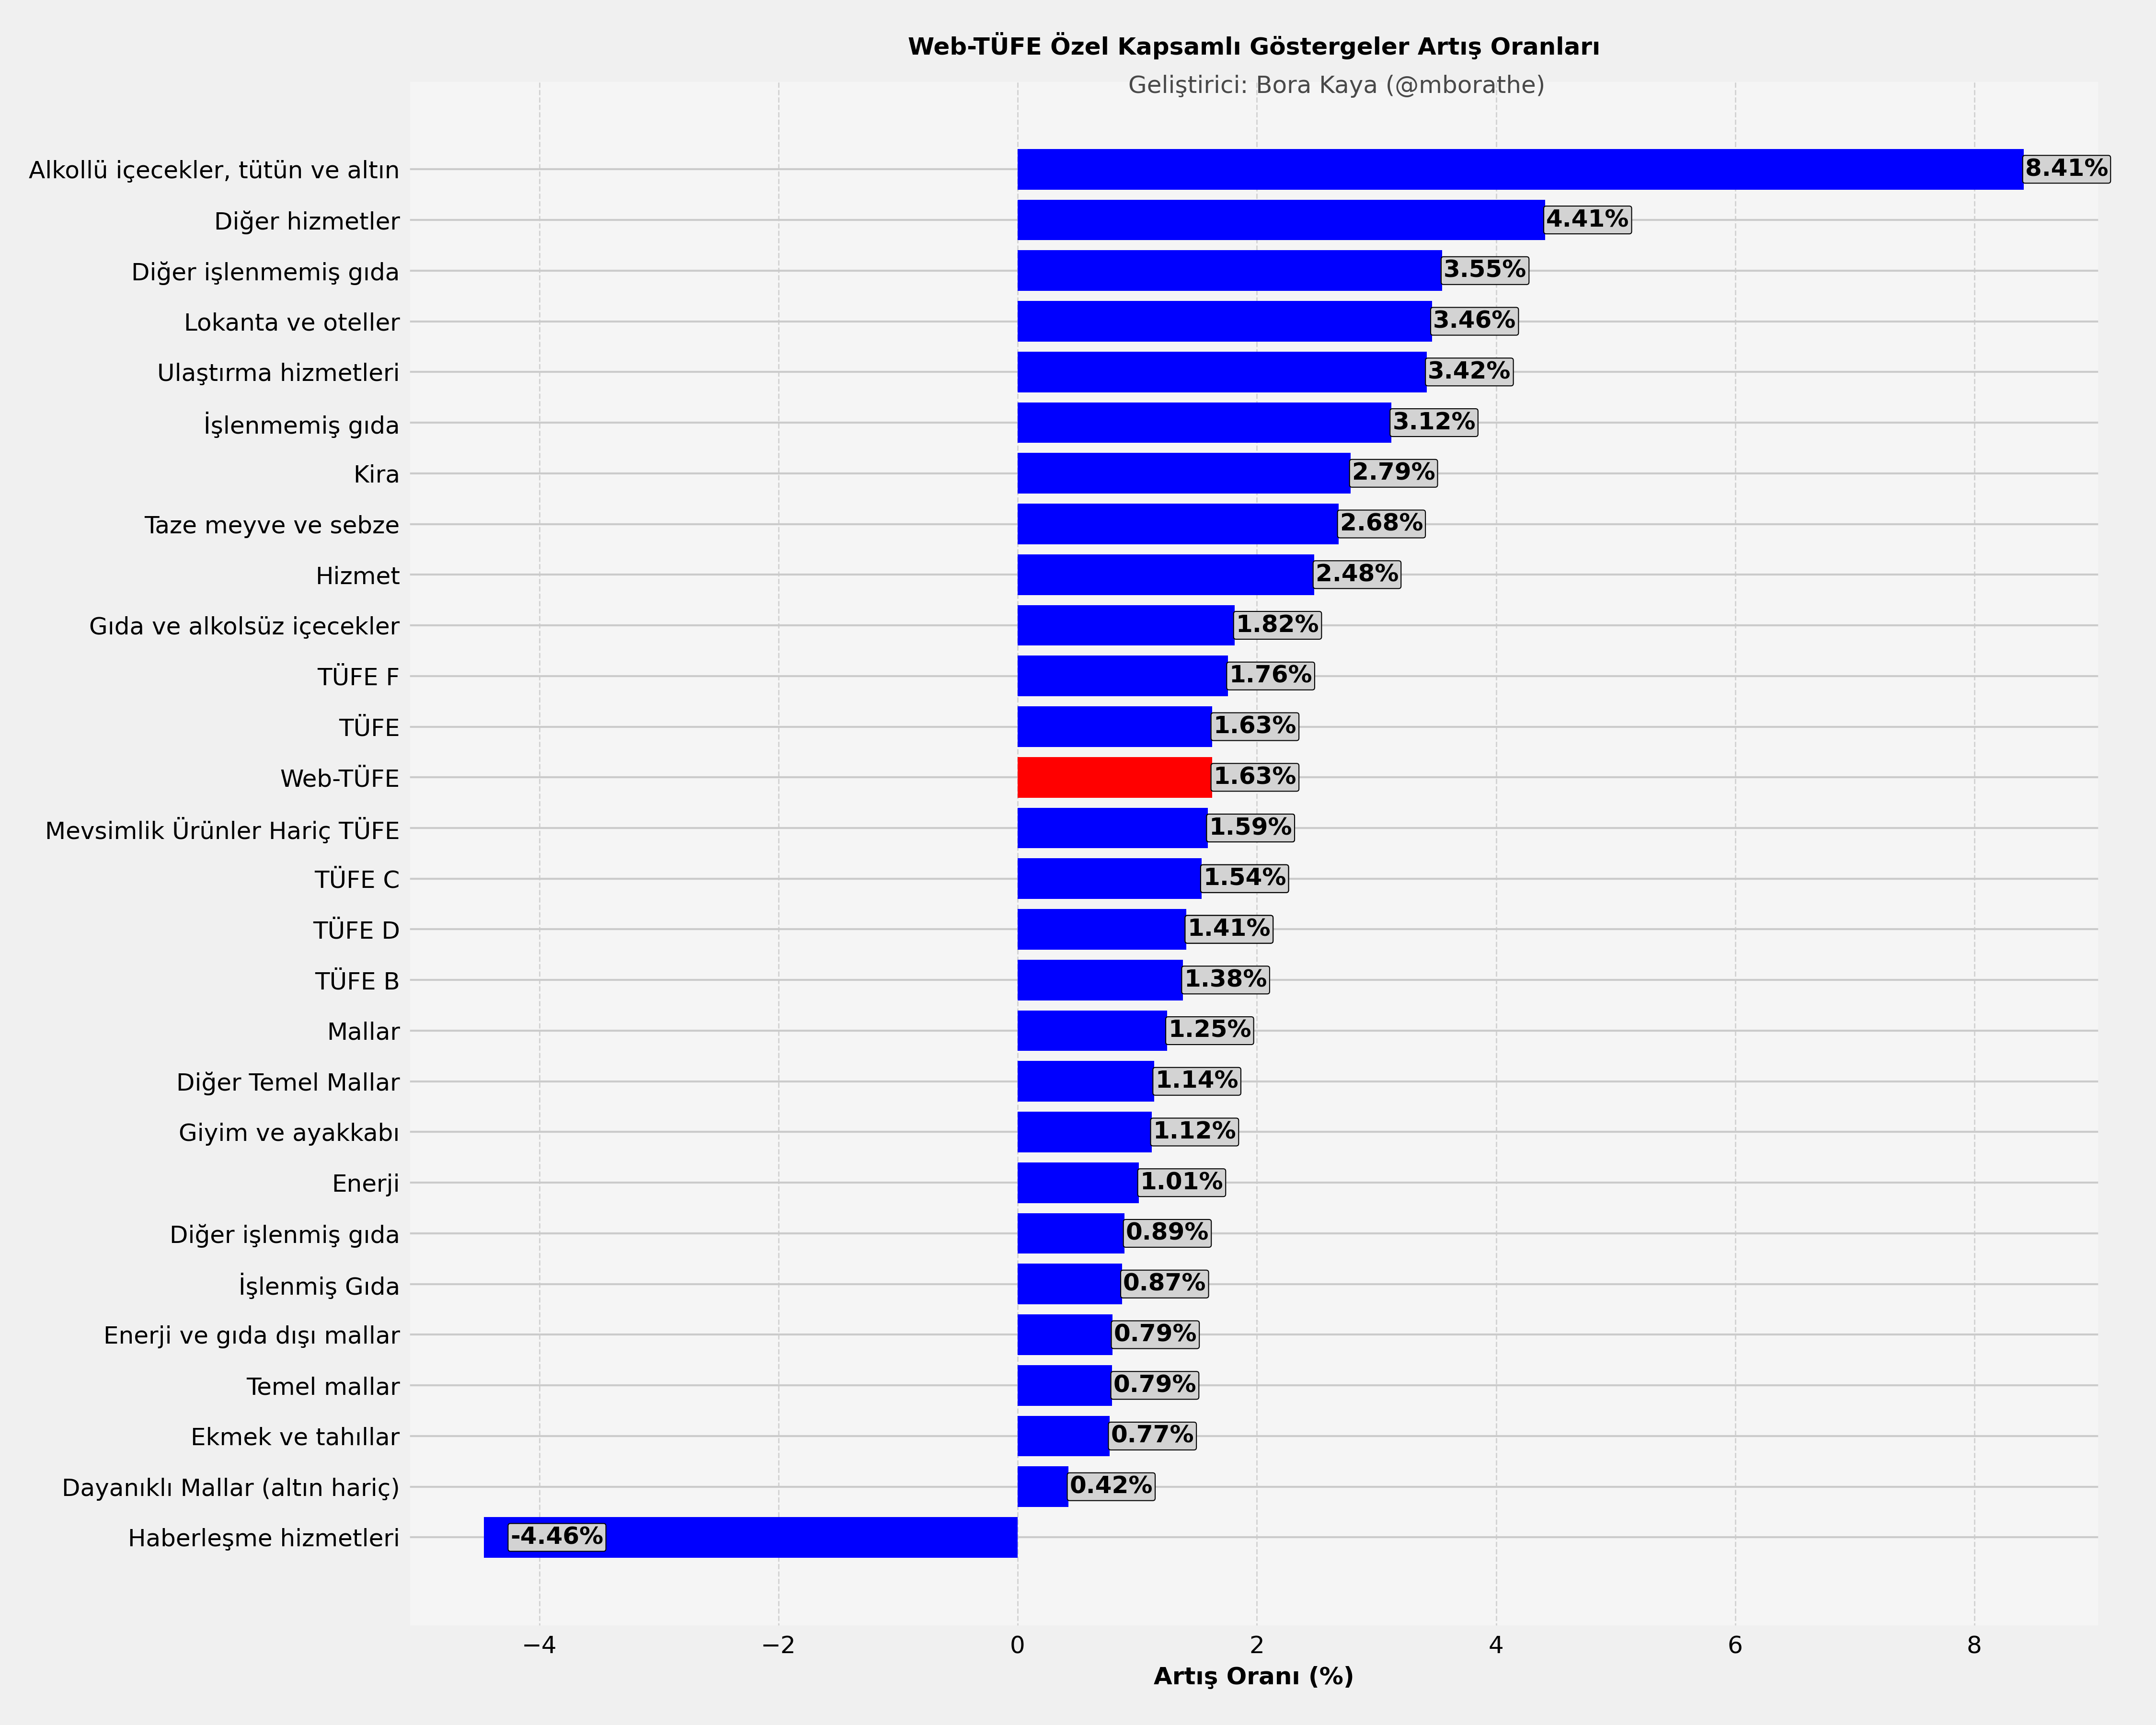 Web-TÜFE Özel Kapsamlı Göstergeler Artış Oranları
Geliştirici: Bora Kaya (@mborathe)
Alkollü içecekler, tütün ve altın 8.41%
Diğer hizmetler 4.41%
Diğer işlenmemiş gıda 3.55%
Lokanta ve oteller 3.46%
Ulaştırma hizmetleri 3.42%
İşlenmemiş gıda 3.12%
Kira 2.79%
Taze meyve ve sebze 2.68%
Hizmet 2.48%
Gıda ve alkolsüz içecekler 1.82%
TÜFE F 1.76%
TÜFE 1.63%
Web-TÜFE 1.63%
Mevsimlik Ürünler Hariç TÜFE 1.59%
TÜFE C 1.54%
TÜFE D 1.41%
TÜFE B 1.38%
Mallar 1.25%
Diğer Temel Mallar 1.14%
Giyim ve ayakkabı 1.12%
Enerji 1.01%
Diğer işlenmiş gıda 0.89%
İşlenmiş Gıda 0.87%
Enerji ve gıda dışı mallar 0.79%
Temel mallar 0.79%
Ekmek ve tahıllar 0.77%
Dayanıklı Mallar (altın hariç) 0.42%
Haberleşme hizmetleri -4.46%
−4 −2 0 2 4 6 8
Artış Oranı (%)